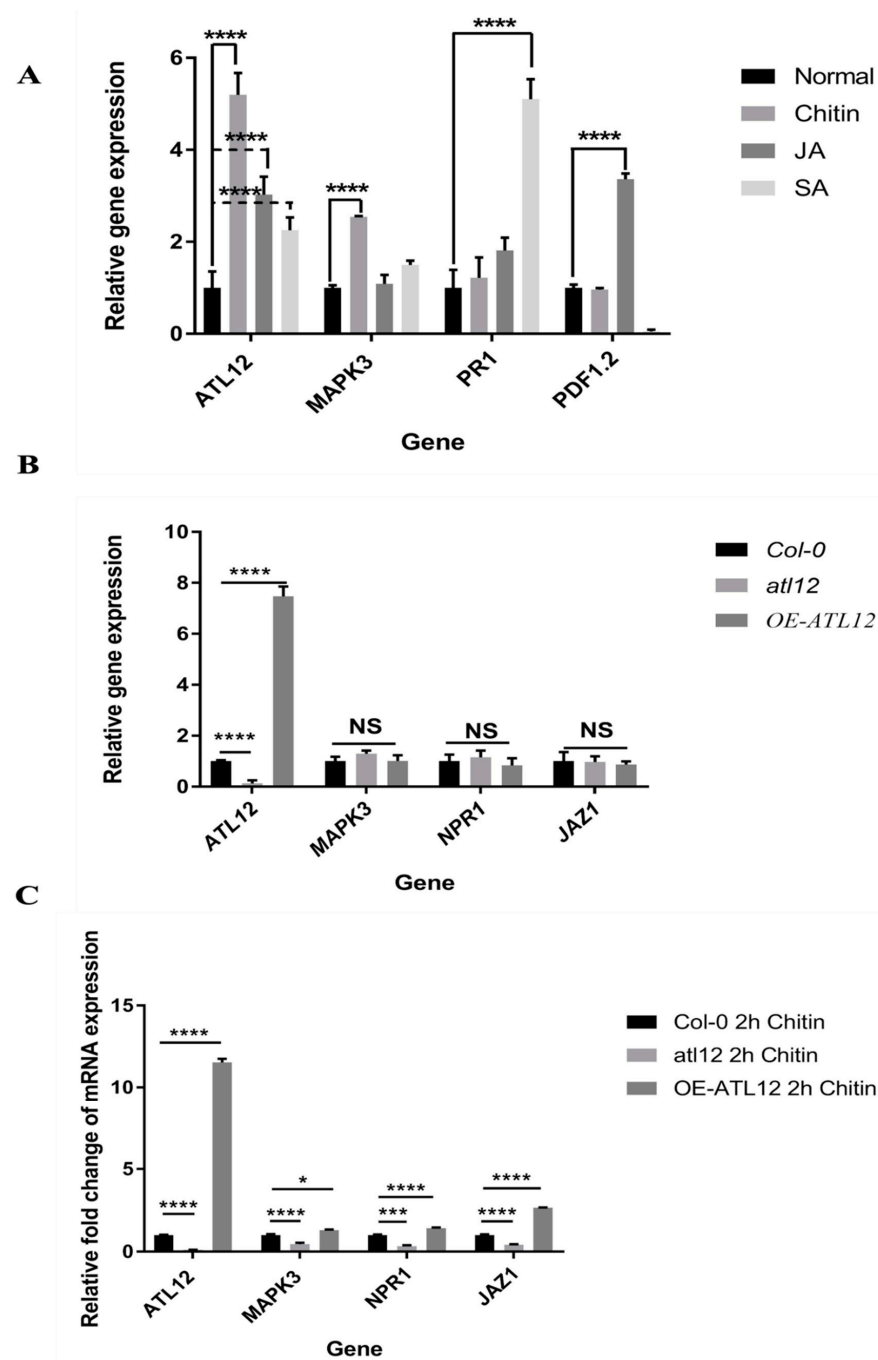 A
Relative gene expression
6
4
2
0
****
****
****
****
****
****
ATL12
MAPK3
PR1
PDF1.2
Gene
Normal
Chitin
JA
SA
B
Relative gene expression
10
8
6
4
2
0
****
****
NS
NS
NS
ATL12
MAPK3
NPR1
JAZ1
Gene
Col-0
atl12
OE-ATL12
C
Relative fold change of mRNA expression
15
10
5
0
****
****
*
****
****
***
****
****
ATL12
MAPK3
NPR1
JAZ1
Gene
Col-0 2h Chitin
atl12 2h Chitin
OE-ATL12 2h Chitin